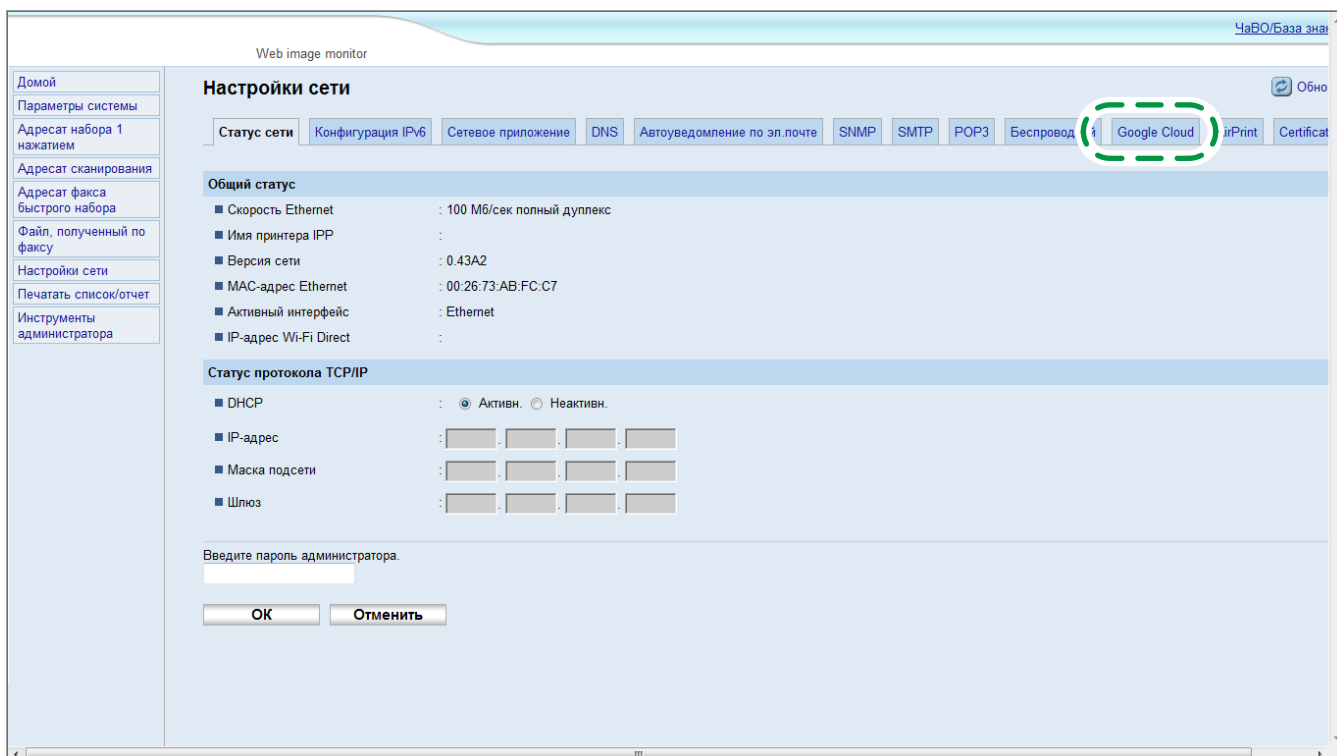 ЧаВО/База знан
Web image monitor
Домой
Параметры системы
Адресат набора 1
нажатием
Адресат сканирования
Адресат факса
быстрого набора
Файл, полученный по
факсу
Настройки сети
Печатать список/отчет
Инструменты
администратора
Настройки сети
Обно
Статус сети Конфигурация IPv6 Сетевое приложение DNS Автоуведомление по эл.почте SNMP SMTP POP3 Google Cloud Certificat
Общий статус
Скорость Ethernet : 100 Мб/сек полный дуплекс
Имя принтера IPP :
Версия сети : 0.43A2
MAC-адрес Ethernet : 00:26:73:AB:FC:C7
Активный интерфейс : Ethernet
IP-адрес Wi-Fi Direct :
Статус протокола TCP/IP
DHCP : Активн. Неактивн.
IP-адрес : . . .
Маска подсети : . . .
Шлюз : . . .
Введите пароль администратора.
ОК Отменить